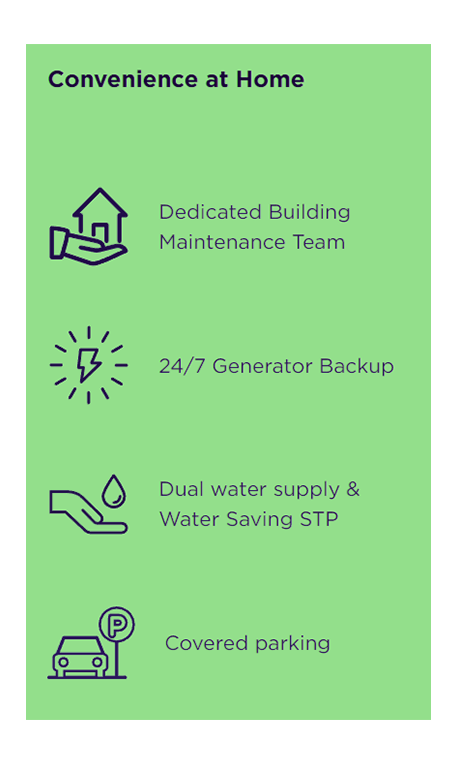 Convenience at Home
Dedicated Building
Maintenance Team
24/7 Generator Backup
Dual water supply &
Water Saving STP
P
Covered parking